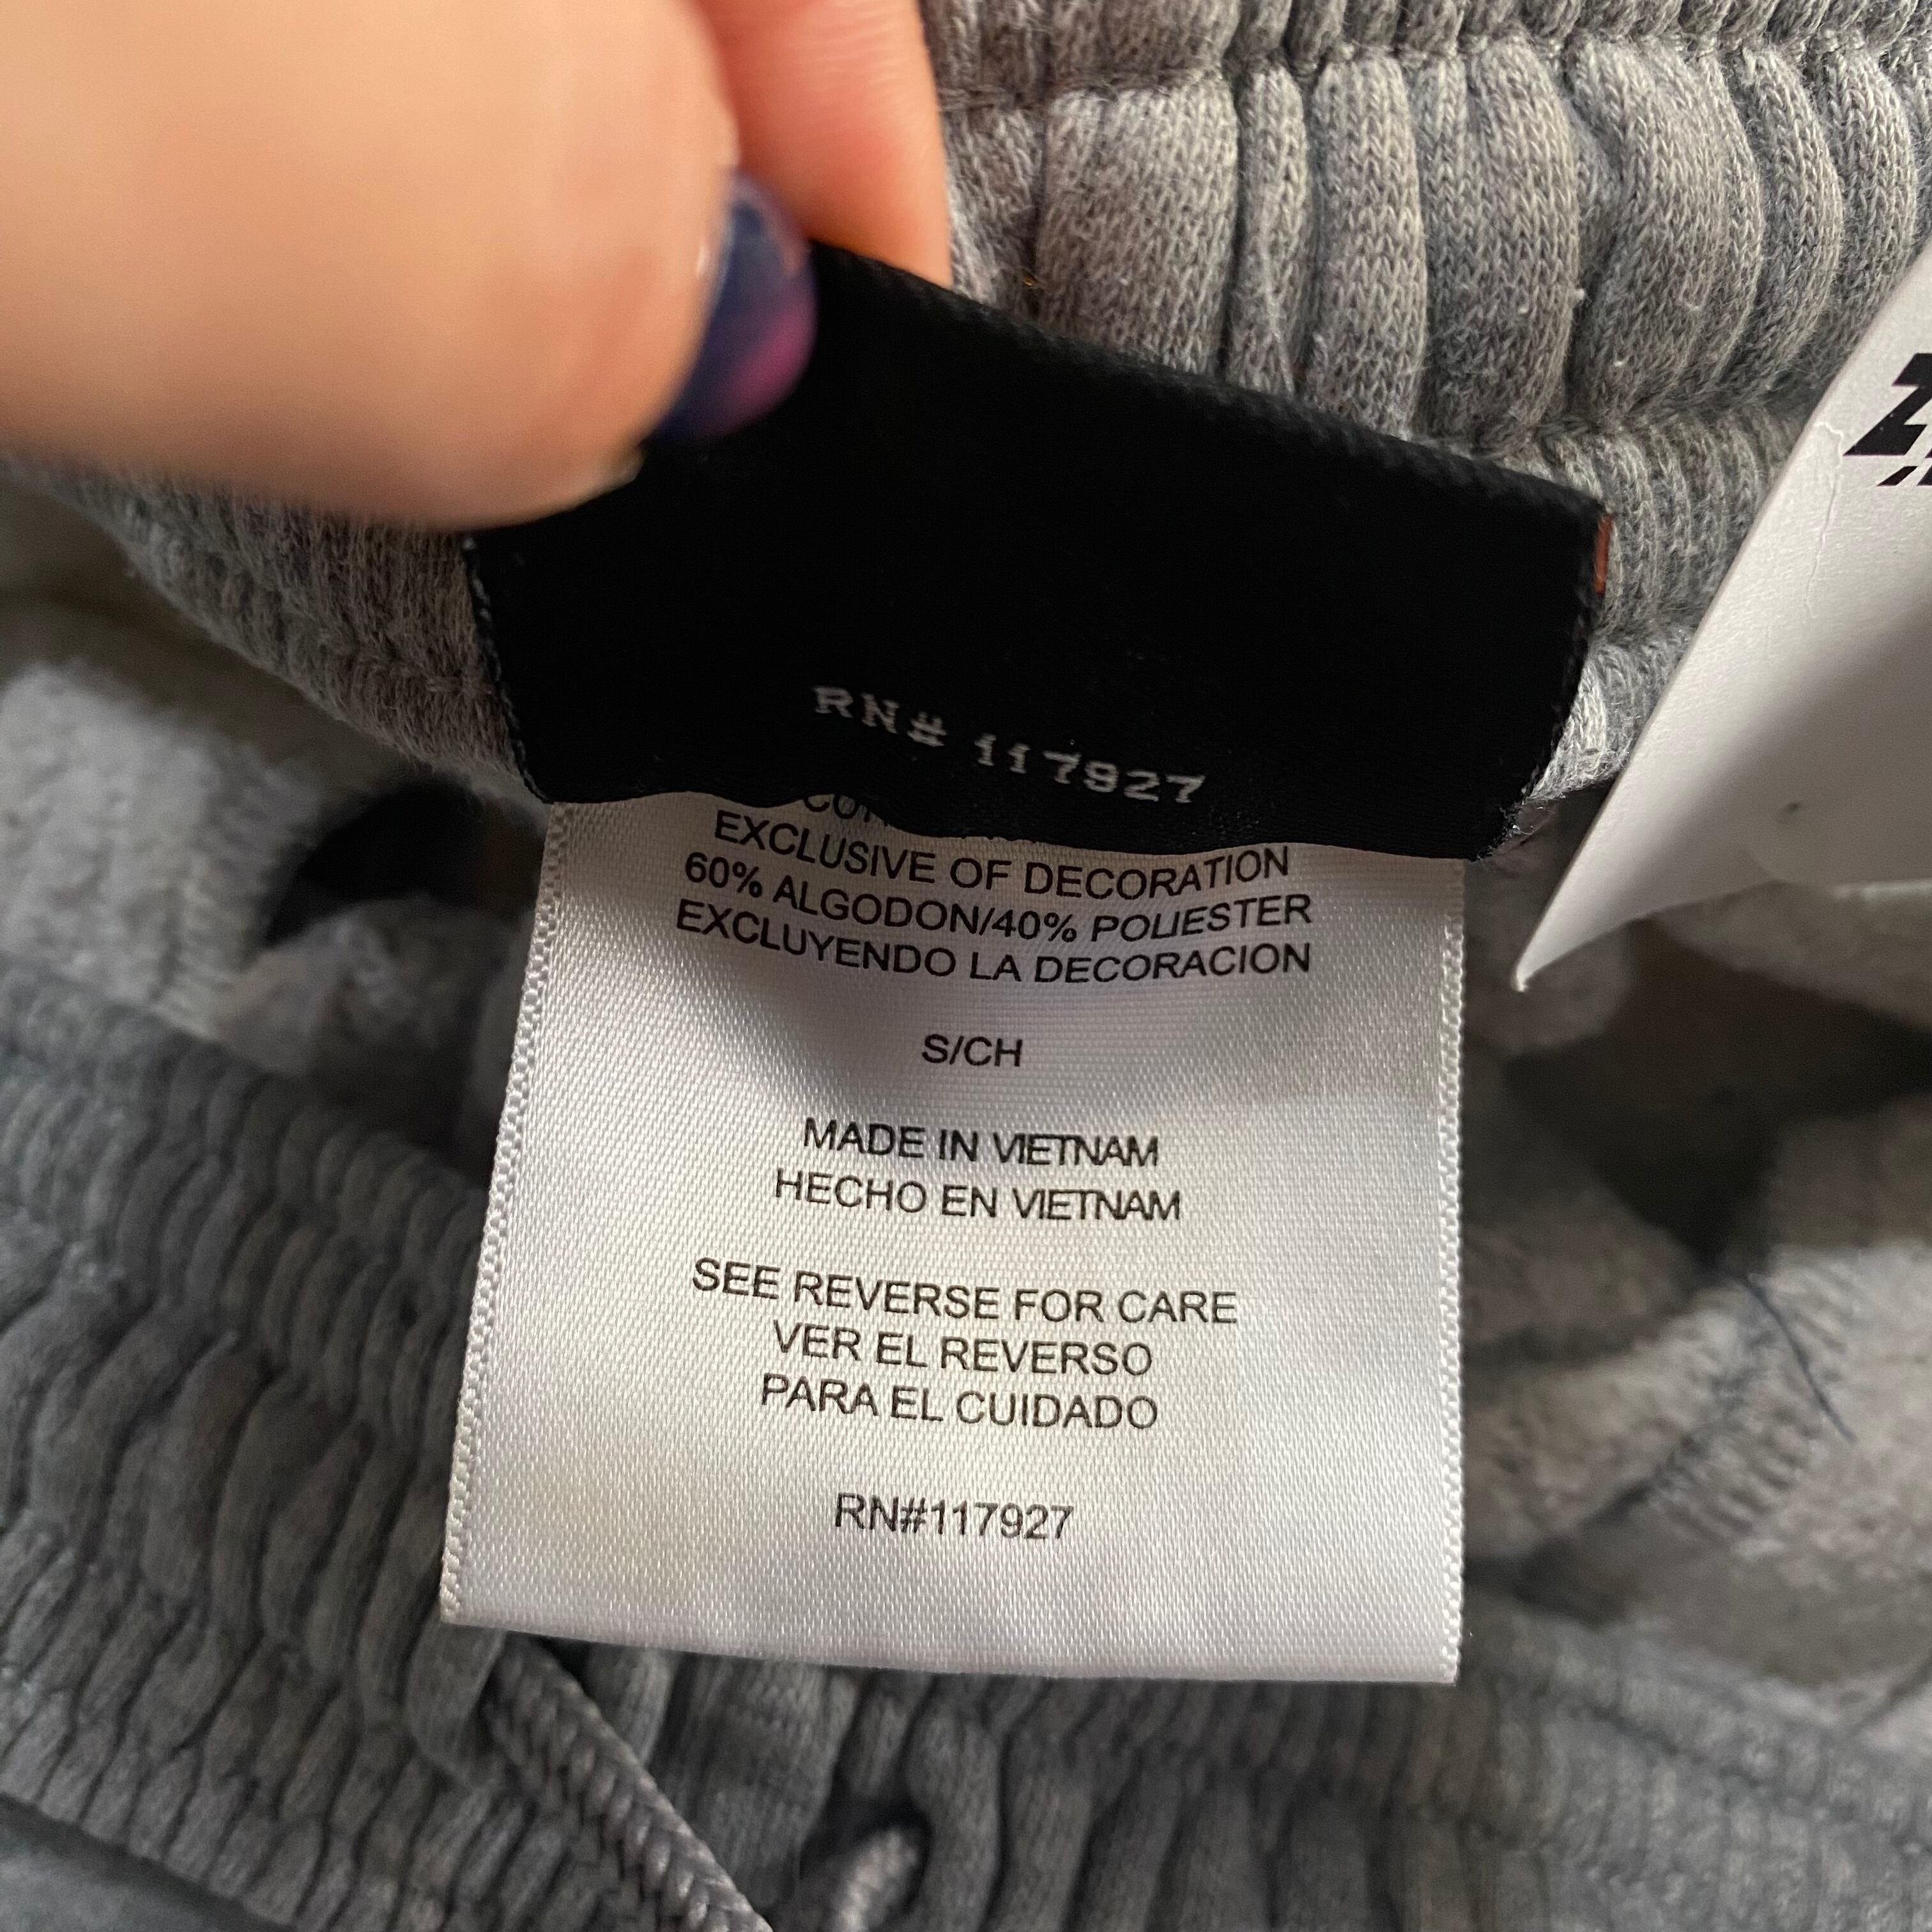 RN# 117927
EXCLUSIVE OF DECORATION
60% ALGODON/40% POLIESTER
EXCLUYENDO LA DECORACION
S/CH
MADE IN VIETNAM
HECHO EN VIETNAM
SEE REVERSE FOR CARE
VER EL REVERSO
PARA EL CUIDADO
RN#117927